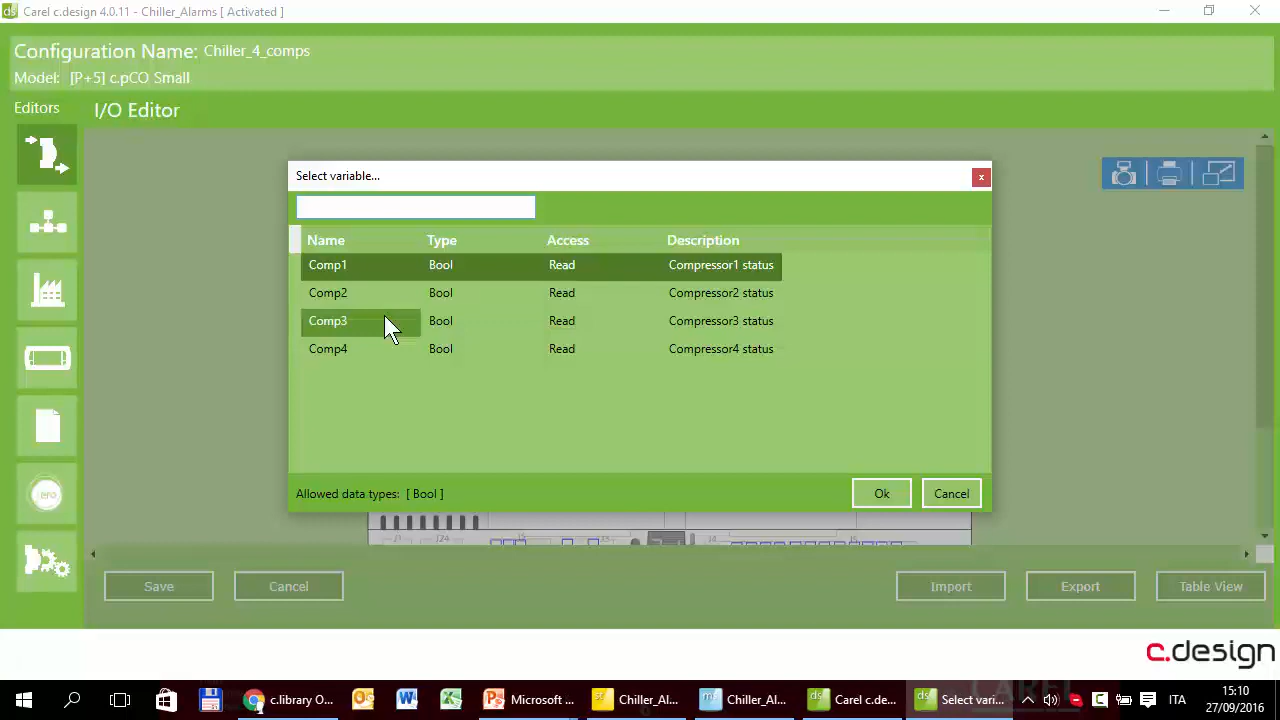 Carel c.design 4.0.11 - Chiller_Alarms [ Activated ]
Configuration Name: Chiller_4_comps
Model: [P+5] c.pCO Small
Editors
I/O Editor
Select variable...
x
Name Type Access Description
Comp1 Bool Read Compressor1 status
Comp2 Bool Read Compressor2 status
Comp3 Bool Read Compressor3 status
Comp4 Bool Read Compressor4 status
Allowed data types: [ Bool ]
Ok Cancel
Save Cancel Import Export Table View
c.design
c.library O... Microsoft ... Chiller_Al... Chiller_Al... Carel c.de... Select vari... ITA
15:10
27/09/2016